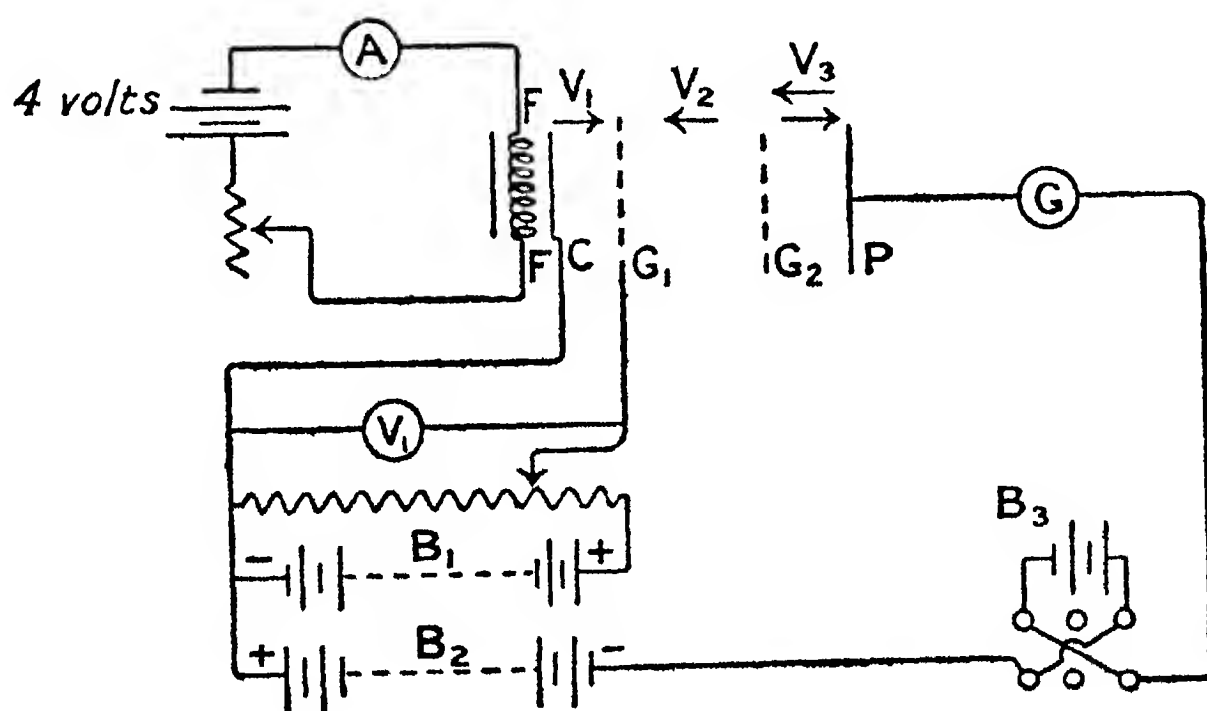 A
4 volts
F
V₁
V₂
V₃
F
C
G₁
G₂
P
G
V₁
- B₁ +
+ B₂ -
B₃